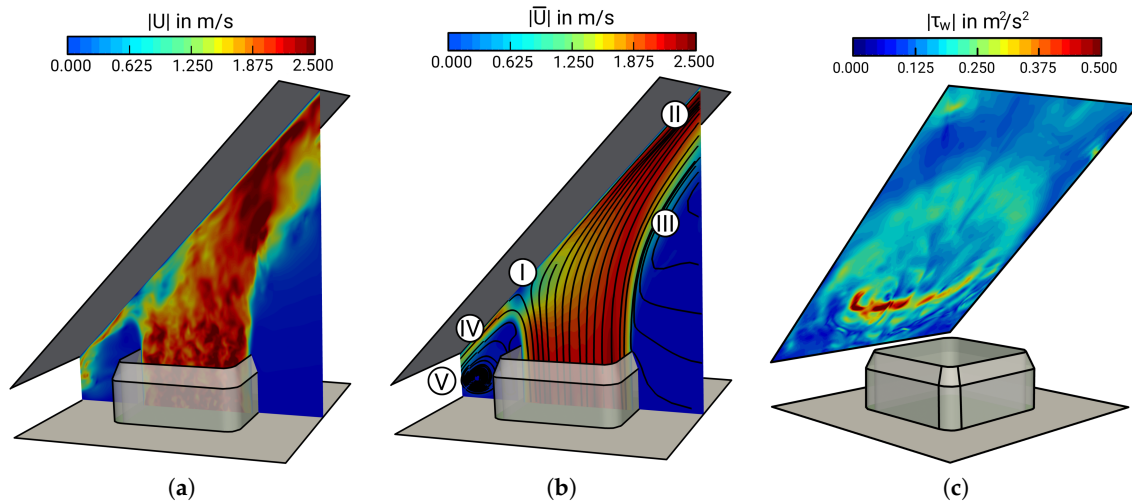 |U| in m/s
0.000 0.625 1.250 1.875 2.500
|U̅| in m/s
0.000 0.625 1.250 1.875 2.500
|τw| in m²/s²
0.000 0.125 0.250 0.375 0.500
II
III
I
IV
V
(a)
(b)
(c)